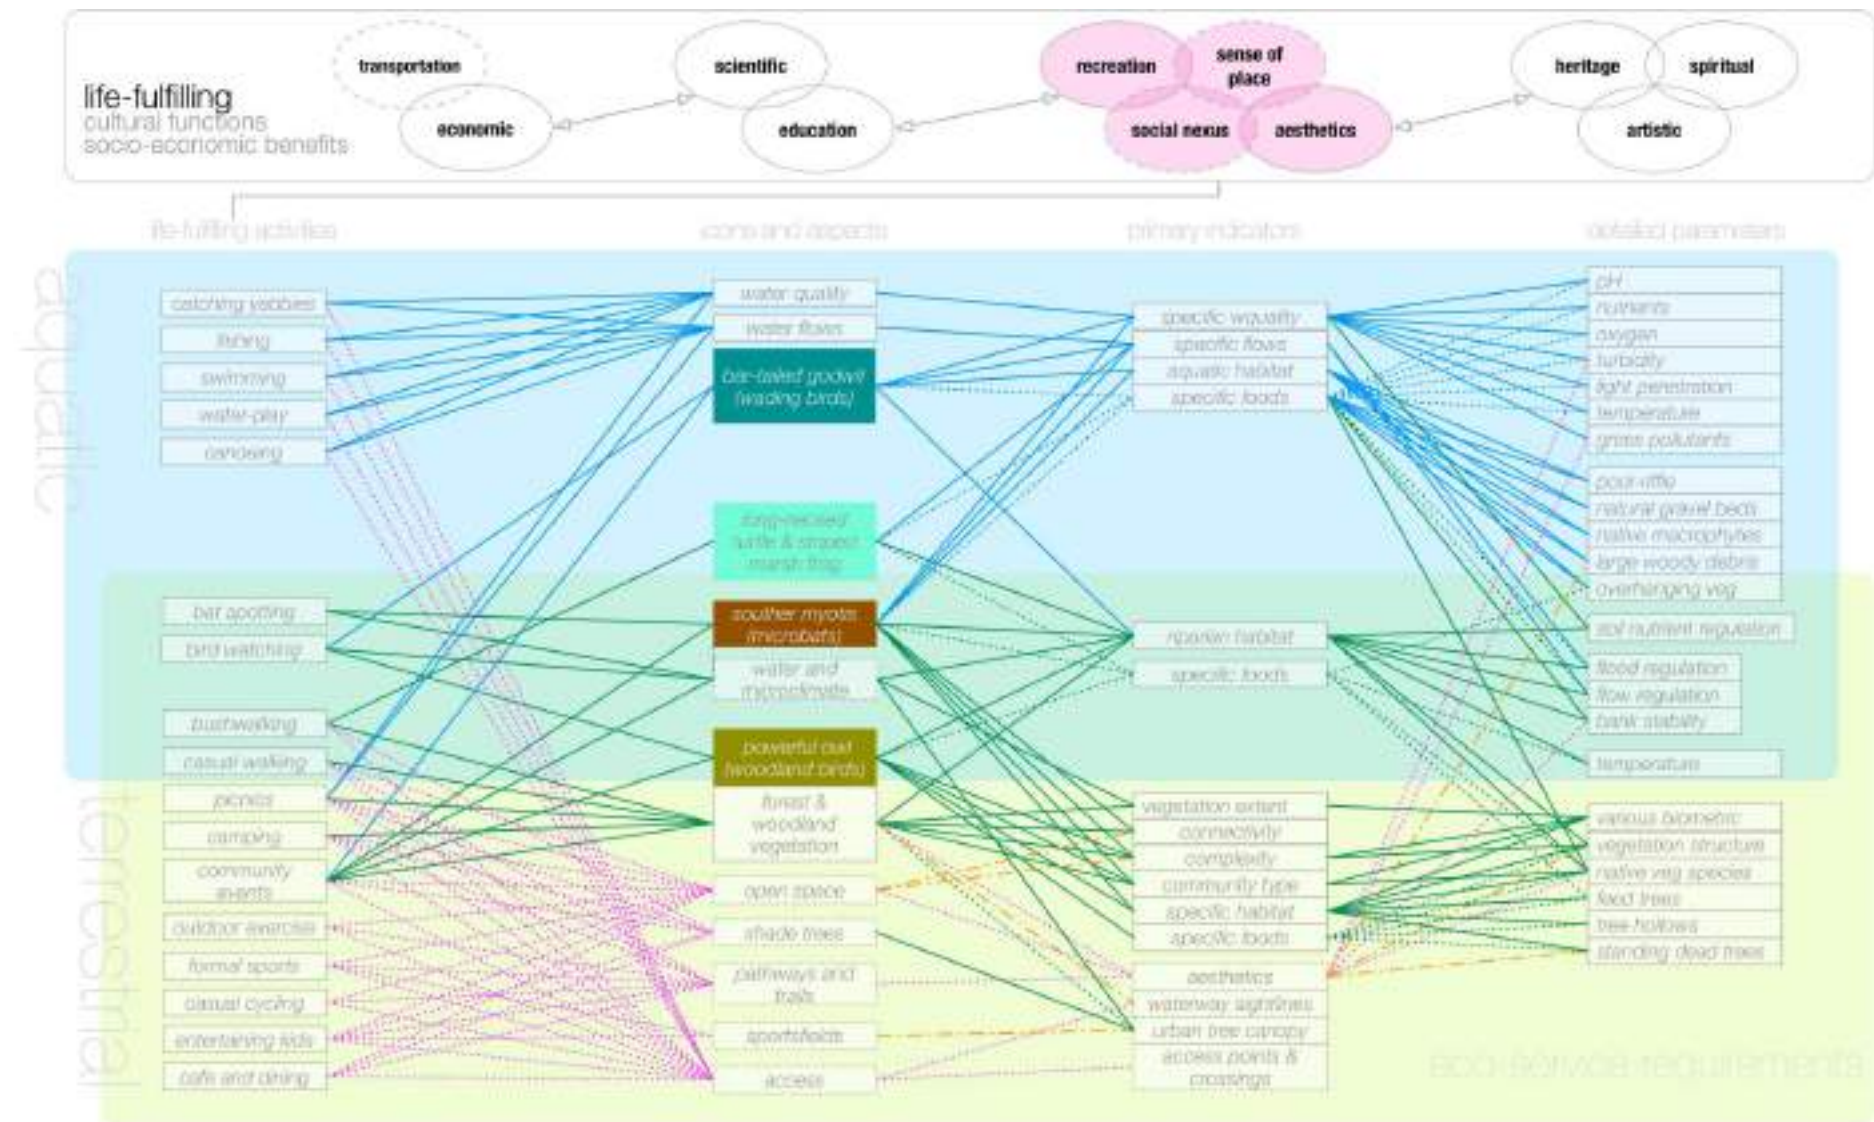 transportation
scientific
recreation
sense of
place
heritage
spiritual
life-fulfilling
cultural functions
socio-economic benefits
economic
education
social nexus
aesthetics
artistic
life-fulfilling activities
icons and aspects
primary indicators
detailed parameters
aquatic
terrestrial
catching yabbies
fishing
swimming
water-play
canoeing
bat spotting
bird watching
bushwalking
casual walking
picnics
camping
community
events
outdoor exercise
formal sports
casual cycling
entertaining kids
cafe and dining
water quality
water flows
bar-tailed godwit
(wading birds)
long-necked
turtle & striped
marsh frog
souther myotis
(microbats)
water and
microclimate
powerful owl
(woodland birds)
forest &
woodland
vegetation
open space
shade trees
pathways and
trails
sportsfields
access
specific wquality
specific flows
aquatic habitat
specific foods
riparian habitat
specific foods
vegetation extent
connectivity
complexity
community type
specific habitat
specific foods
aesthetics
waterway sightlines
urban tree canopy
access points &
crossings
pH
nutrients
oxygen
turbidity
light penetration
temperature
gross pollutants
pool-riffle
natural gravel beds
native macrophytes
large woody debris
overhanging veg
soil nutrient regulation
flood regulation
flow regulation
bank stability
temperature
various biometric
vegetation structure
native veg species
feed trees
tree hollows
standing dead trees
eco-service requirements